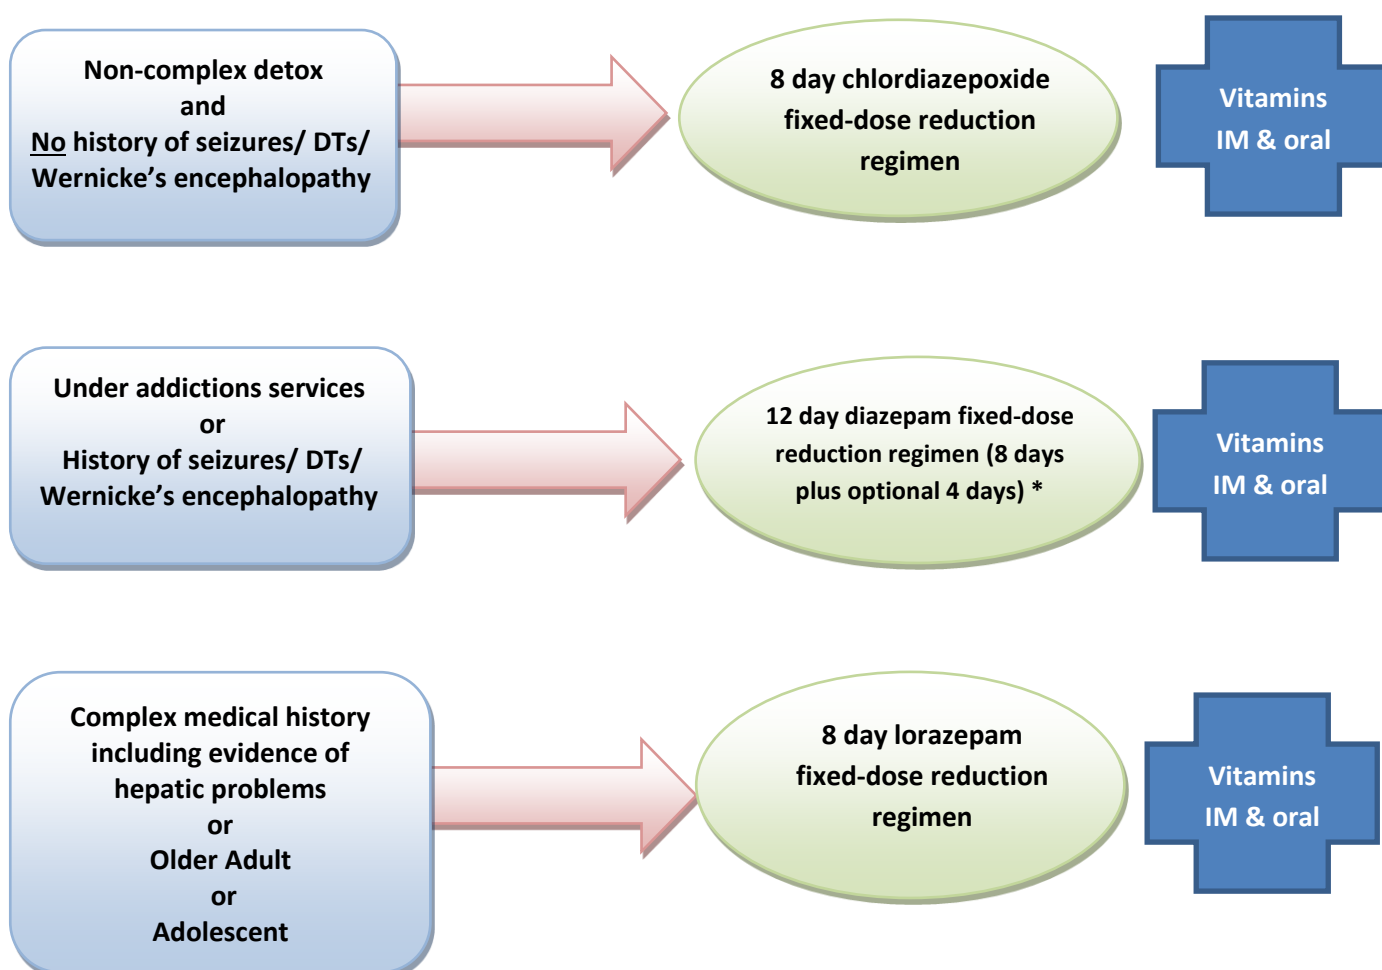 Non-complex detox
and
No history of seizures/ DTs/
Wernicke’s encephalopathy
8 day chlordiazepoxide
fixed-dose reduction
regimen
Vitamins
IM & oral
Under addictions services
or
History of seizures/ DTs/
Wernicke’s encephalopathy
12 day diazepam fixed-dose
reduction regimen (8 days
plus optional 4 days) *
Vitamins
IM & oral
Complex medical history
including evidence of
hepatic problems
or
Older Adult
or
Adolescent
8 day lorazepam
fixed-dose reduction
regimen
Vitamins
IM & oral